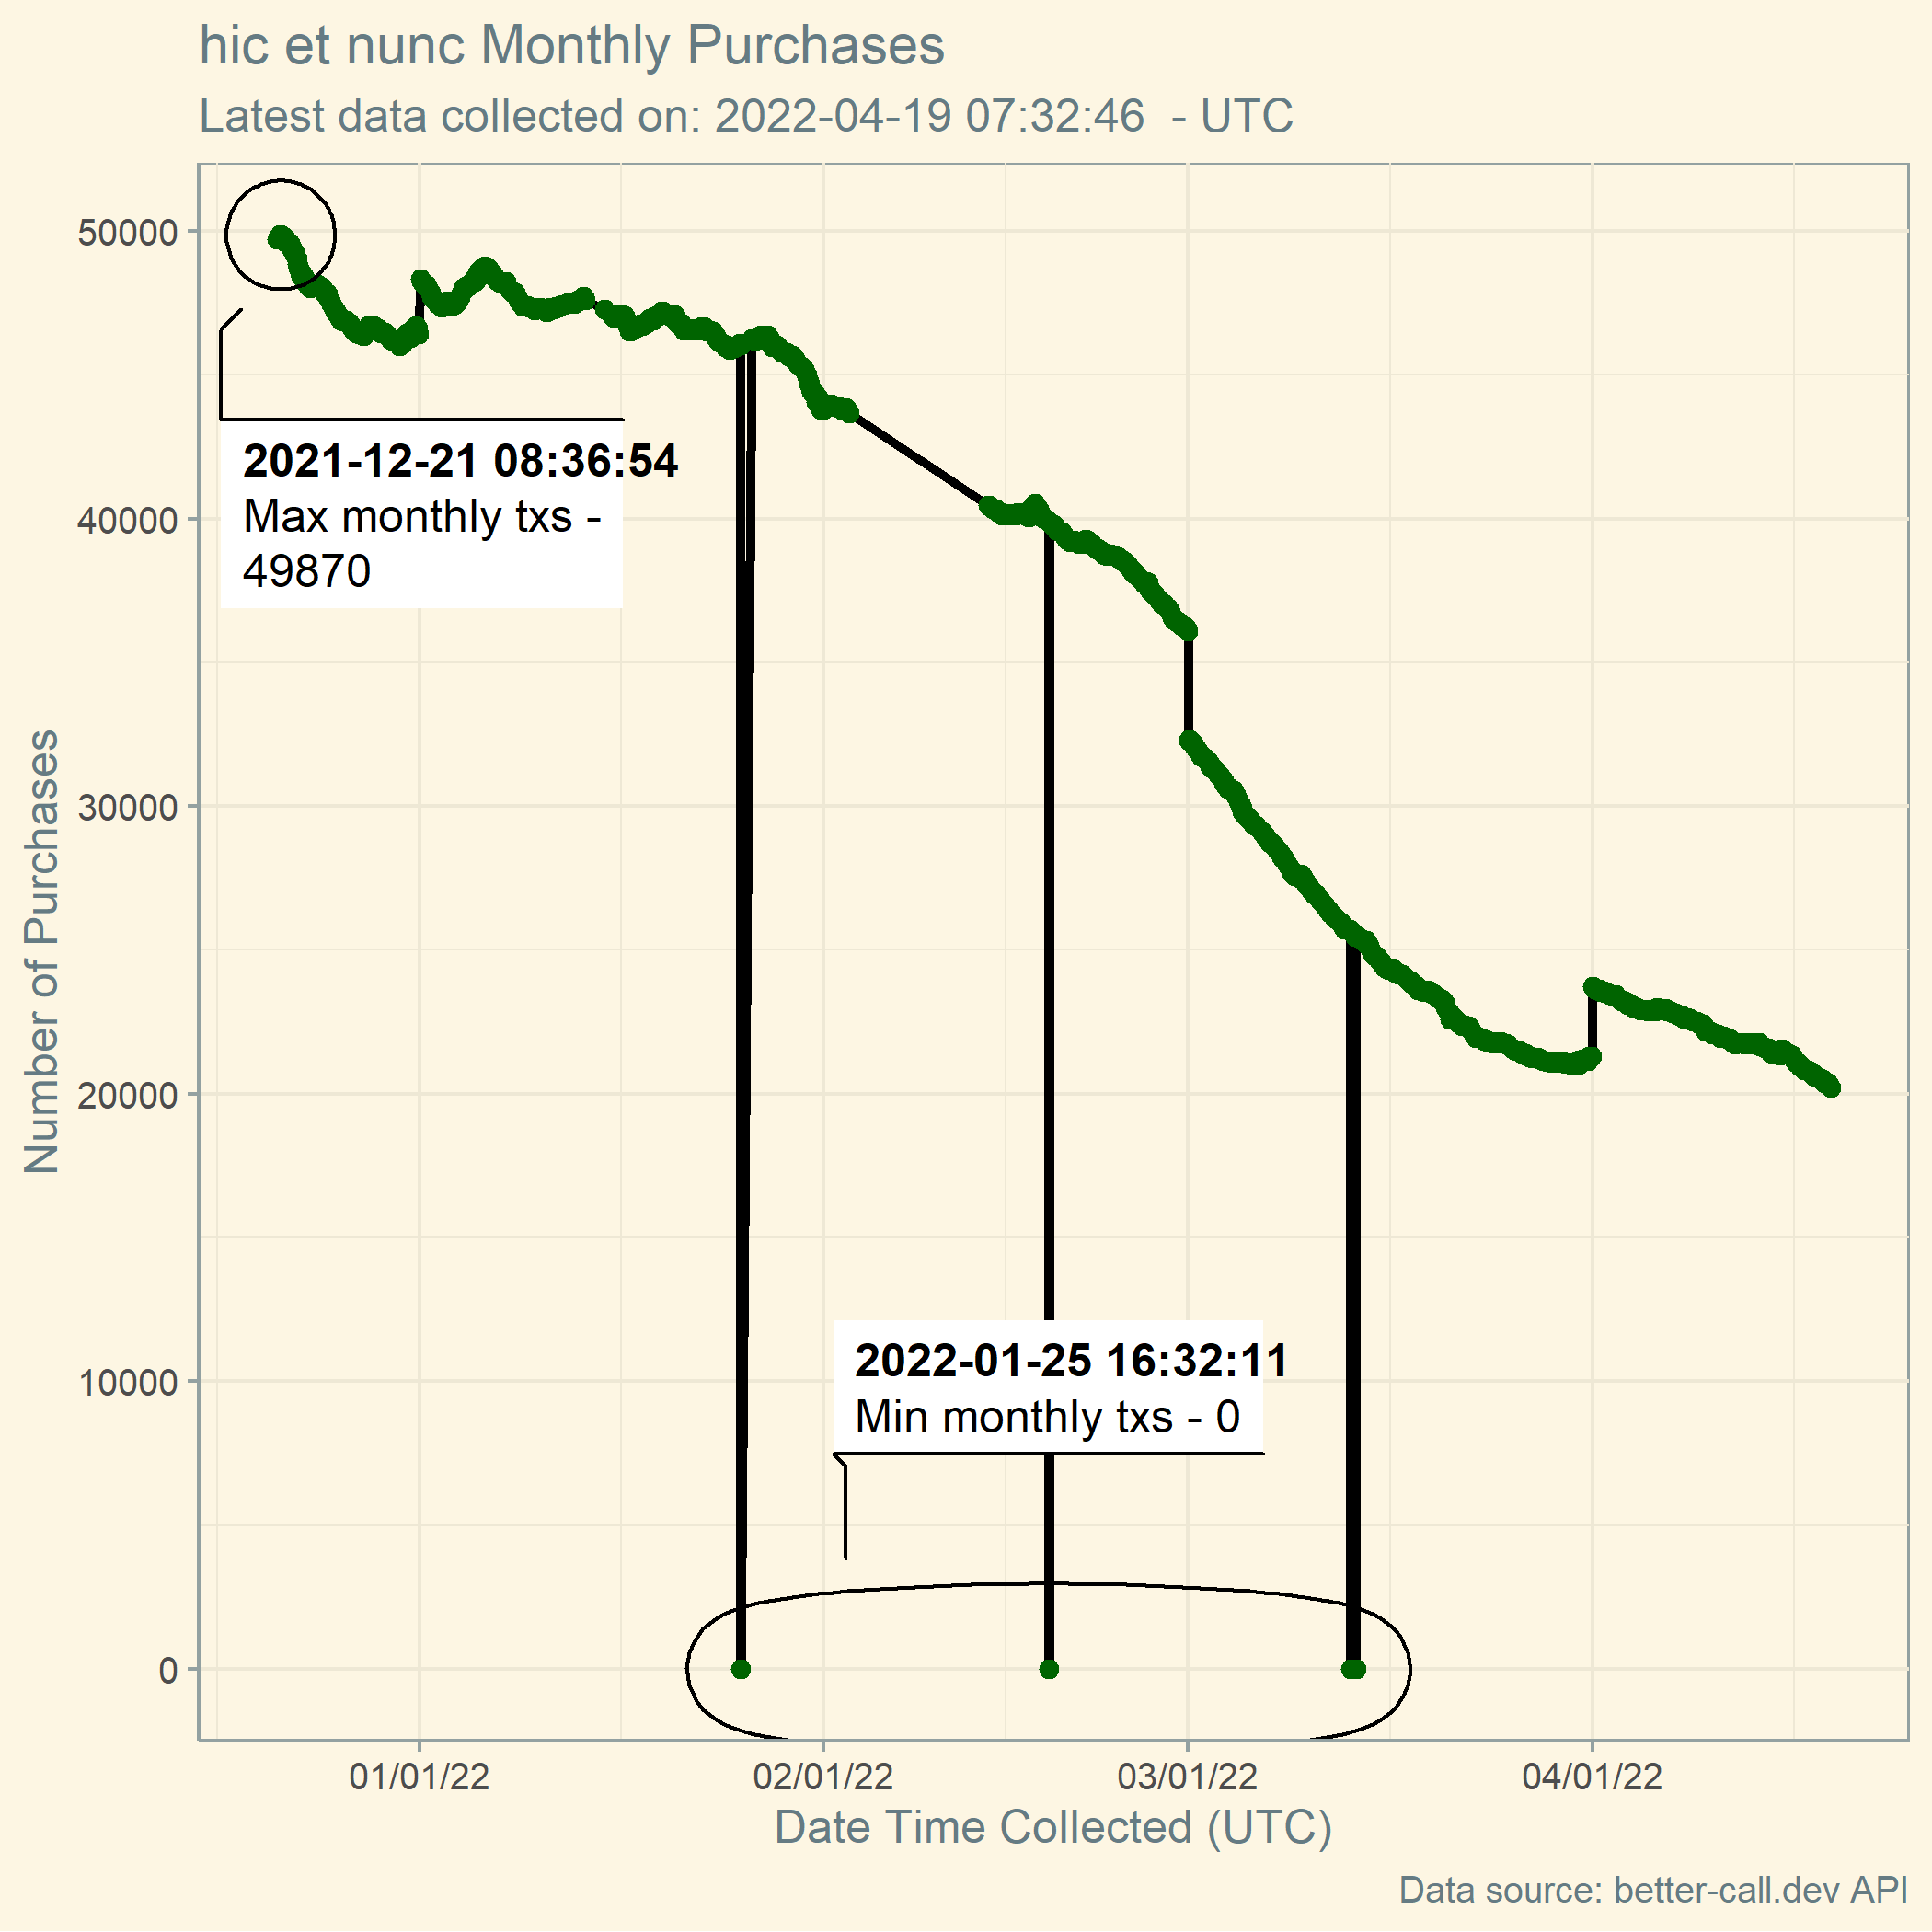 hic et nunc Monthly Purchases
Latest data collected on: 2022-04-19 07:32:46  - UTC
50000
40000
30000
20000
10000
0
Number of Purchases
2021-12-21 08:36:54
Max monthly txs -
49870
2022-01-25 16:32:11
Min monthly txs - 0
01/01/22
02/01/22
03/01/22
04/01/22
Date Time Collected (UTC)
Data source: better-call.dev API